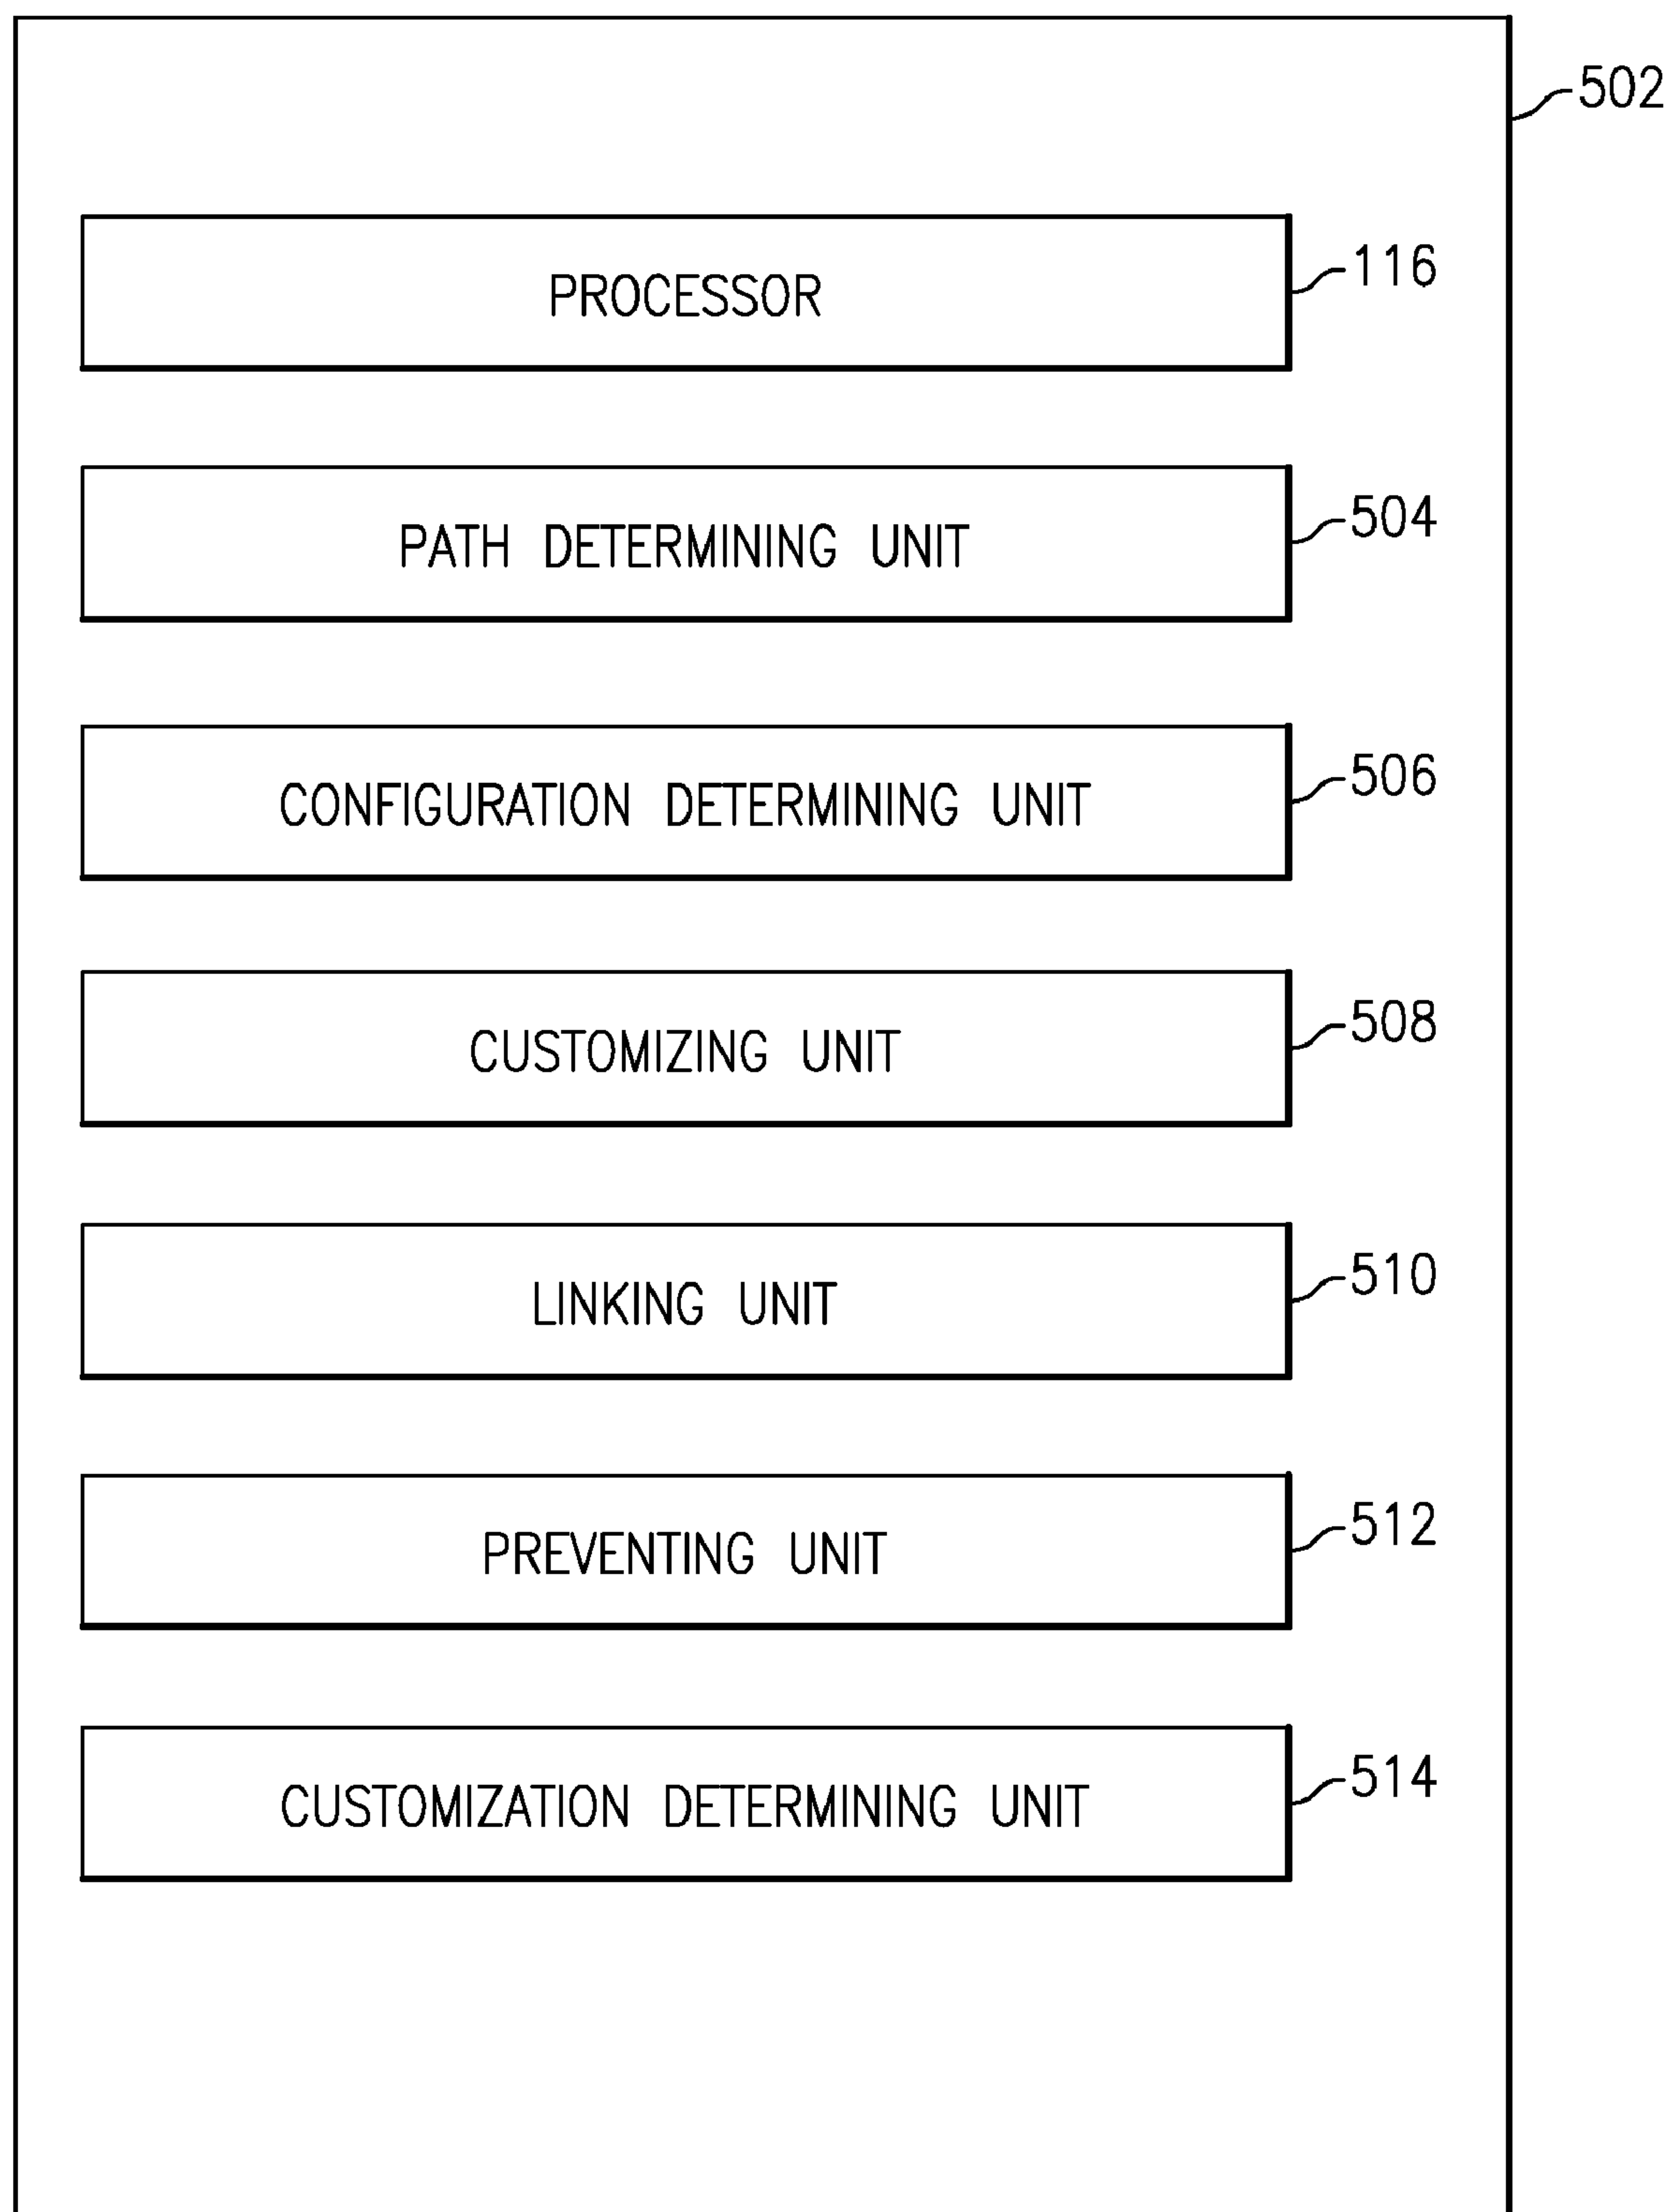 502
PROCESSOR
116
PATH DETERMINING UNIT
504
CONFIGURATION DETERMINING UNIT
506
CUSTOMIZING UNIT
508
LINKING UNIT
510
PREVENTING UNIT
512
CUSTOMIZATION DETERMINING UNIT
514